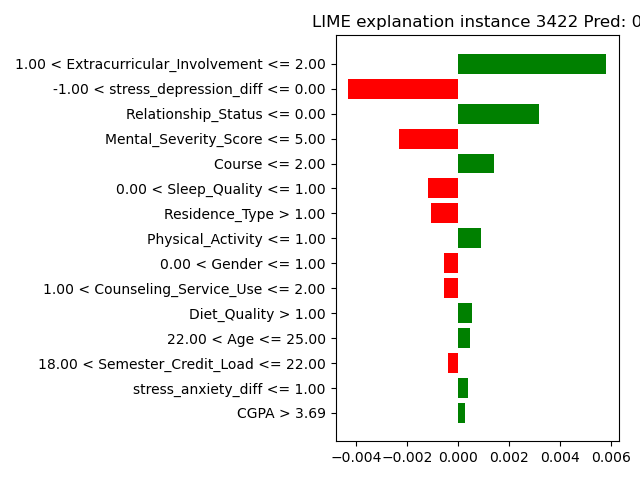 LIME explanation instance 3422 Pred: 0
1.00 < Extracurricular_Involvement <= 2.00
-1.00 < stress_depression_diff <= 0.00
Relationship_Status <= 0.00
Mental_Severity_Score <= 5.00
Course <= 2.00
0.00 < Sleep_Quality <= 1.00
Residence_Type > 1.00
Physical_Activity <= 1.00
0.00 < Gender <= 1.00
1.00 < Counseling_Service_Use <= 2.00
Diet_Quality > 1.00
22.00 < Age <= 25.00
18.00 < Semester_Credit_Load <= 22.00
stress_anxiety_diff <= 1.00
CGPA > 3.69
−0.004 −0.002 0.000 0.002 0.004 0.006